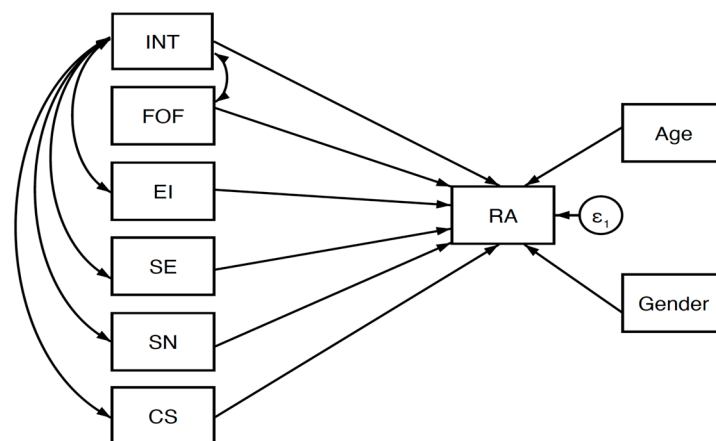 INT
FOF
EI
SE
SN
CS
RA
ε1
Age
Gender